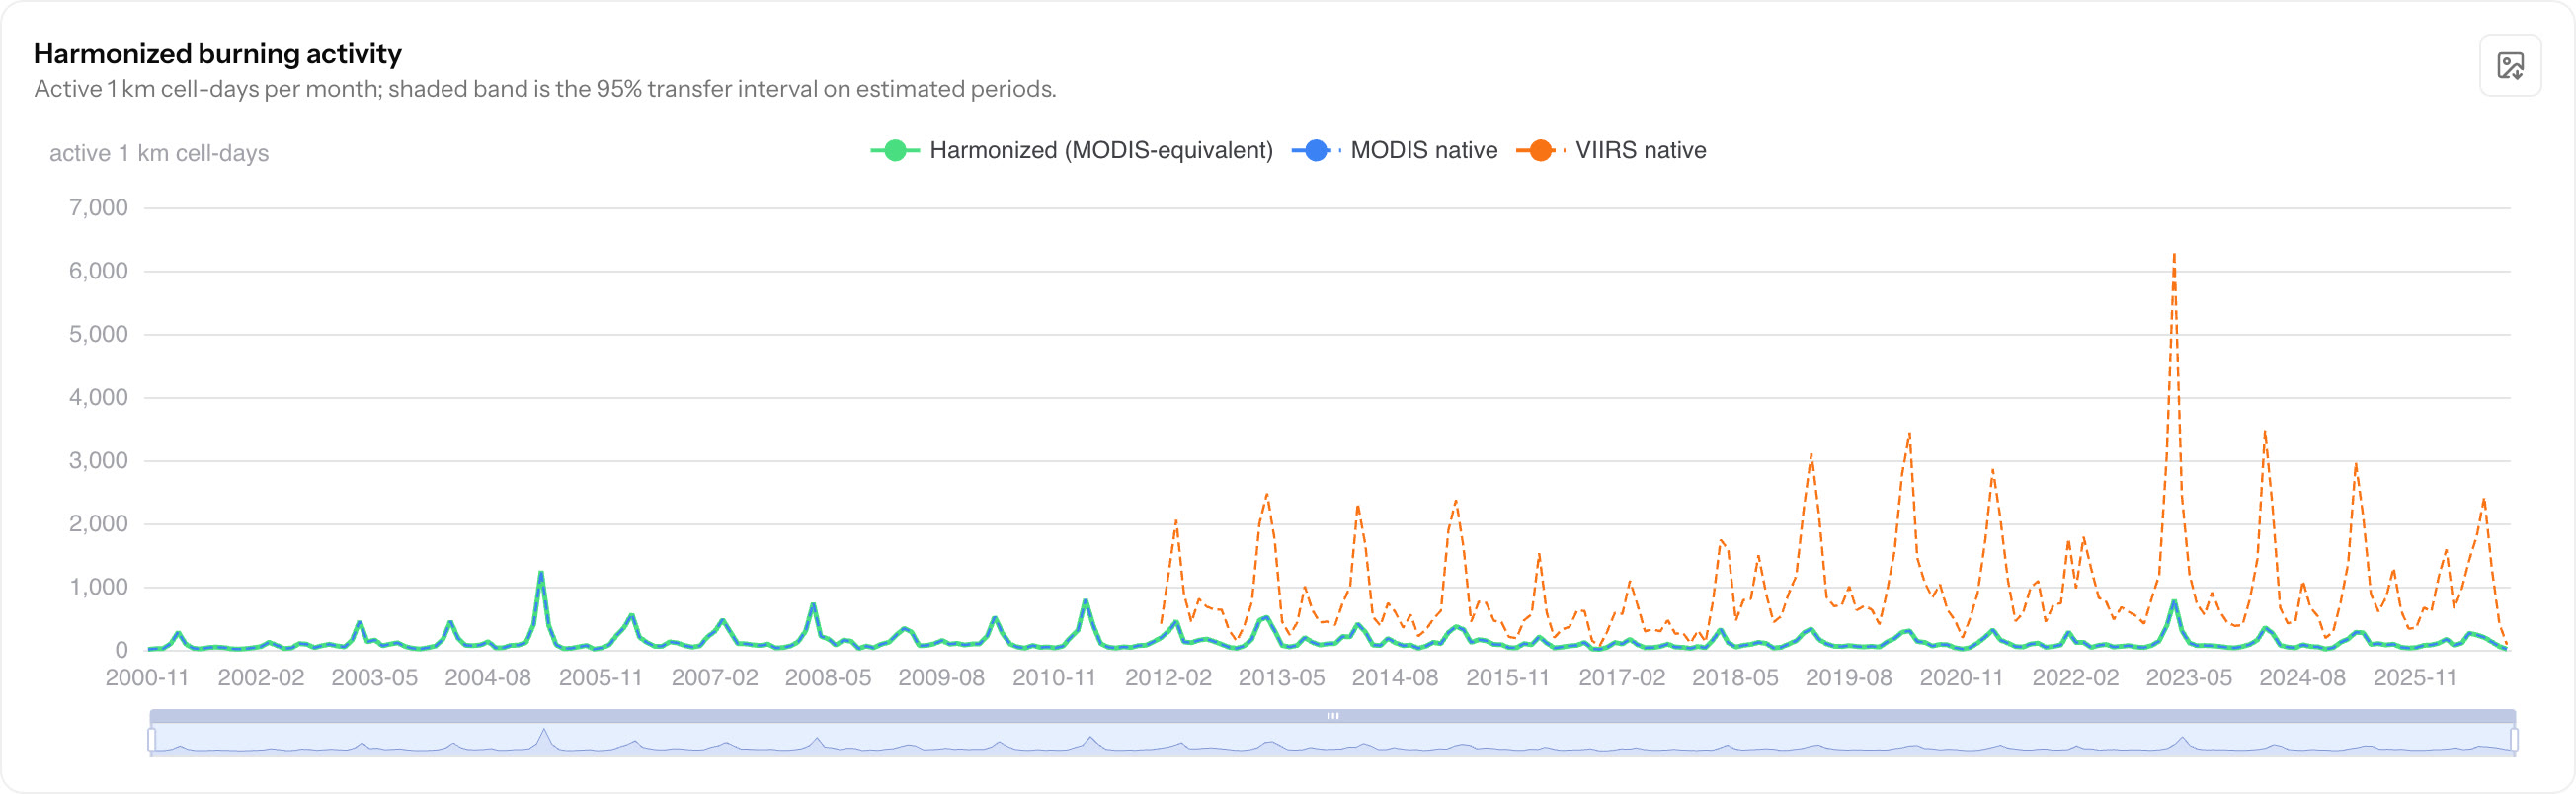 Harmonized burning activity
Active 1 km cell-days per month; shaded band is the 95% transfer interval on estimated periods.
active 1 km cell-days
Harmonized (MODIS-equivalent) MODIS native VIIRS native
7,000
6,000
5,000
4,000
3,000
2,000
1,000
0
2000-11 2002-02 2003-05 2004-08 2005-11 2007-02 2008-05 2009-08 2010-11 2012-02 2013-05 2014-08 2015-11 2017-02 2018-05 2019-08 2020-11 2022-02 2023-05 2024-08 2025-11